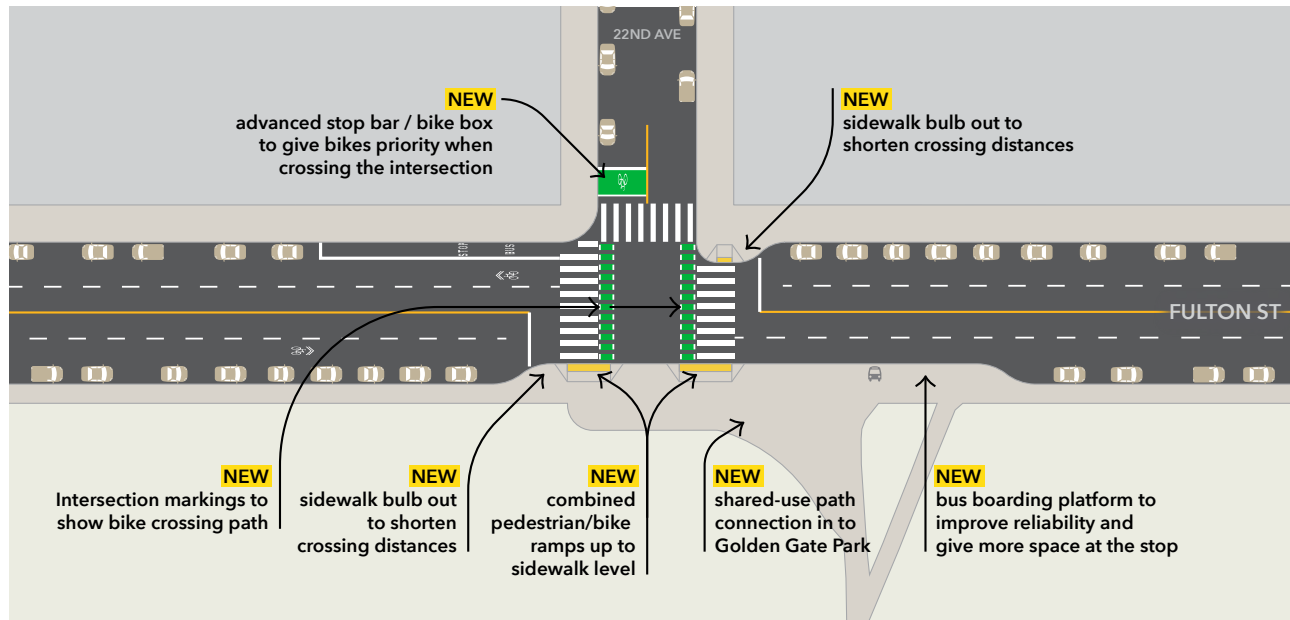 22ND AVE
NEW
advanced stop bar / bike box
to give bikes priority when
crossing the intersection
NEW
sidewalk bulb out to
shorten crossing distances
STOP
BUS
FULTON ST
NEW
Intersection markings to
show bike crossing path
NEW
sidewalk bulb out
to shorten
crossing distances
NEW
combined
pedestrian/bike
ramps up to
sidewalk level
NEW
shared-use path
connection in to
Golden Gate Park
NEW
bus boarding platform to
improve reliability and
give more space at the stop